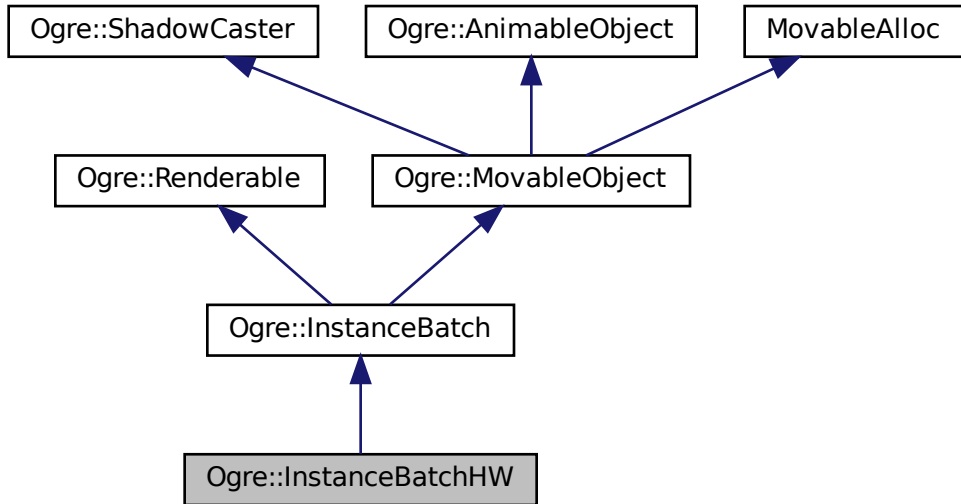 Ogre::ShadowCaster
Ogre::AnimableObject
MovableAlloc
Ogre::Renderable
Ogre::MovableObject
Ogre::InstanceBatch
Ogre::InstanceBatchHW